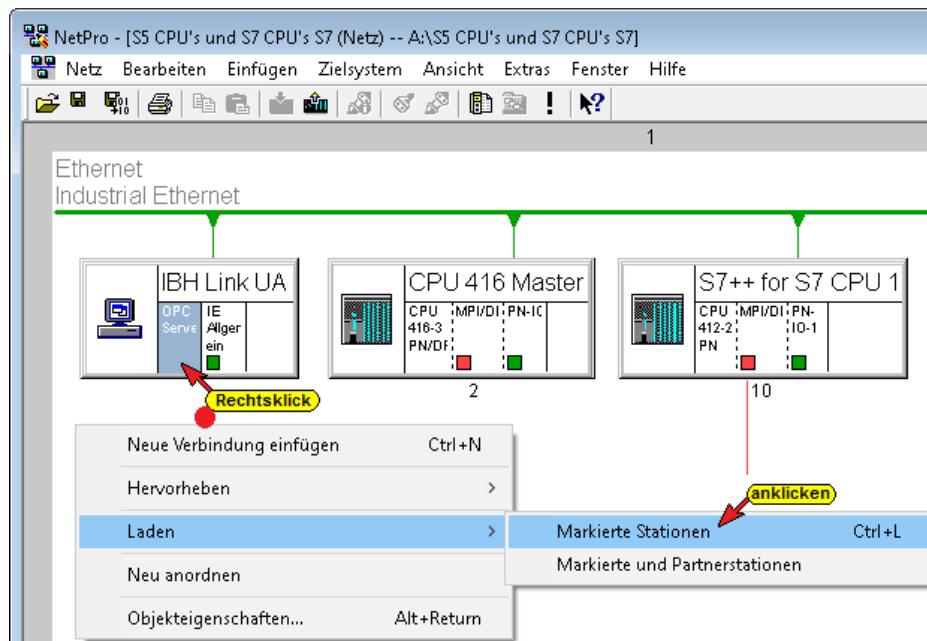 NetPro - [S5 CPU's und S7 CPU's S7 (Netz) -- A:\S5 CPU's und S7 CPU's S7]
Netz Bearbeiten Einfügen Zielsystem Ansicht Extras Fenster Hilfe
1
Ethernet
Industrial Ethernet
IBH Link UA
OPC
Serve
IE
Allger
ein
CPU 416 Master
CPU
416-3
PN/DF
MPI/DI
PN-IC
2
S7++ for S7 CPU 1
CPU
412-2
PN
MPI/DI
PN-
IO-1
10
Rechtsklick
Neue Verbindung einfügen Ctrl+N
Hervorheben >
Laden >
Neu anordnen
Objekteigenschaften... Alt+Return
anklicken
Markierte Stationen Ctrl+L
Markierte und Partnerstationen